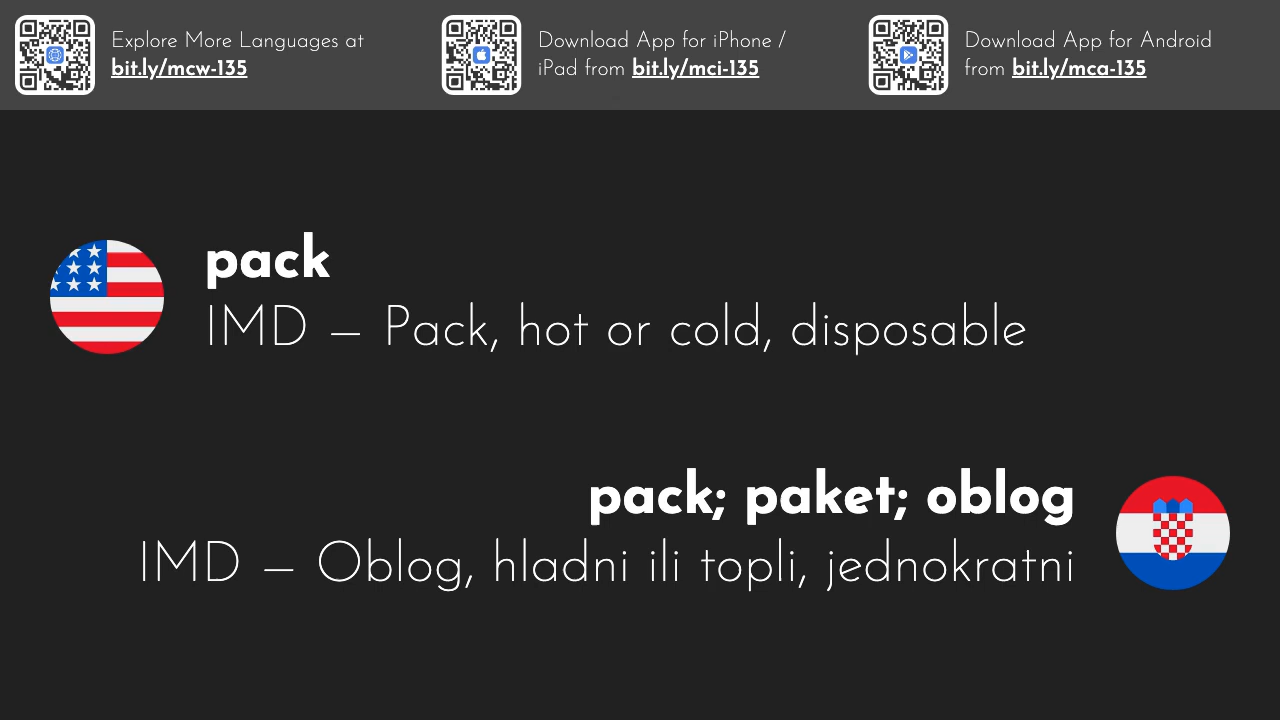 Explore More Languages at
bit.ly/mcw-135
Download App for iPhone /
iPad from bit.ly/mci-135
Download App for Android
from bit.ly/mca-135
pack
IMD – Pack, hot or cold, disposable
pack; paket; oblog
IMD – Oblog, hladni ili topli, jednokratni